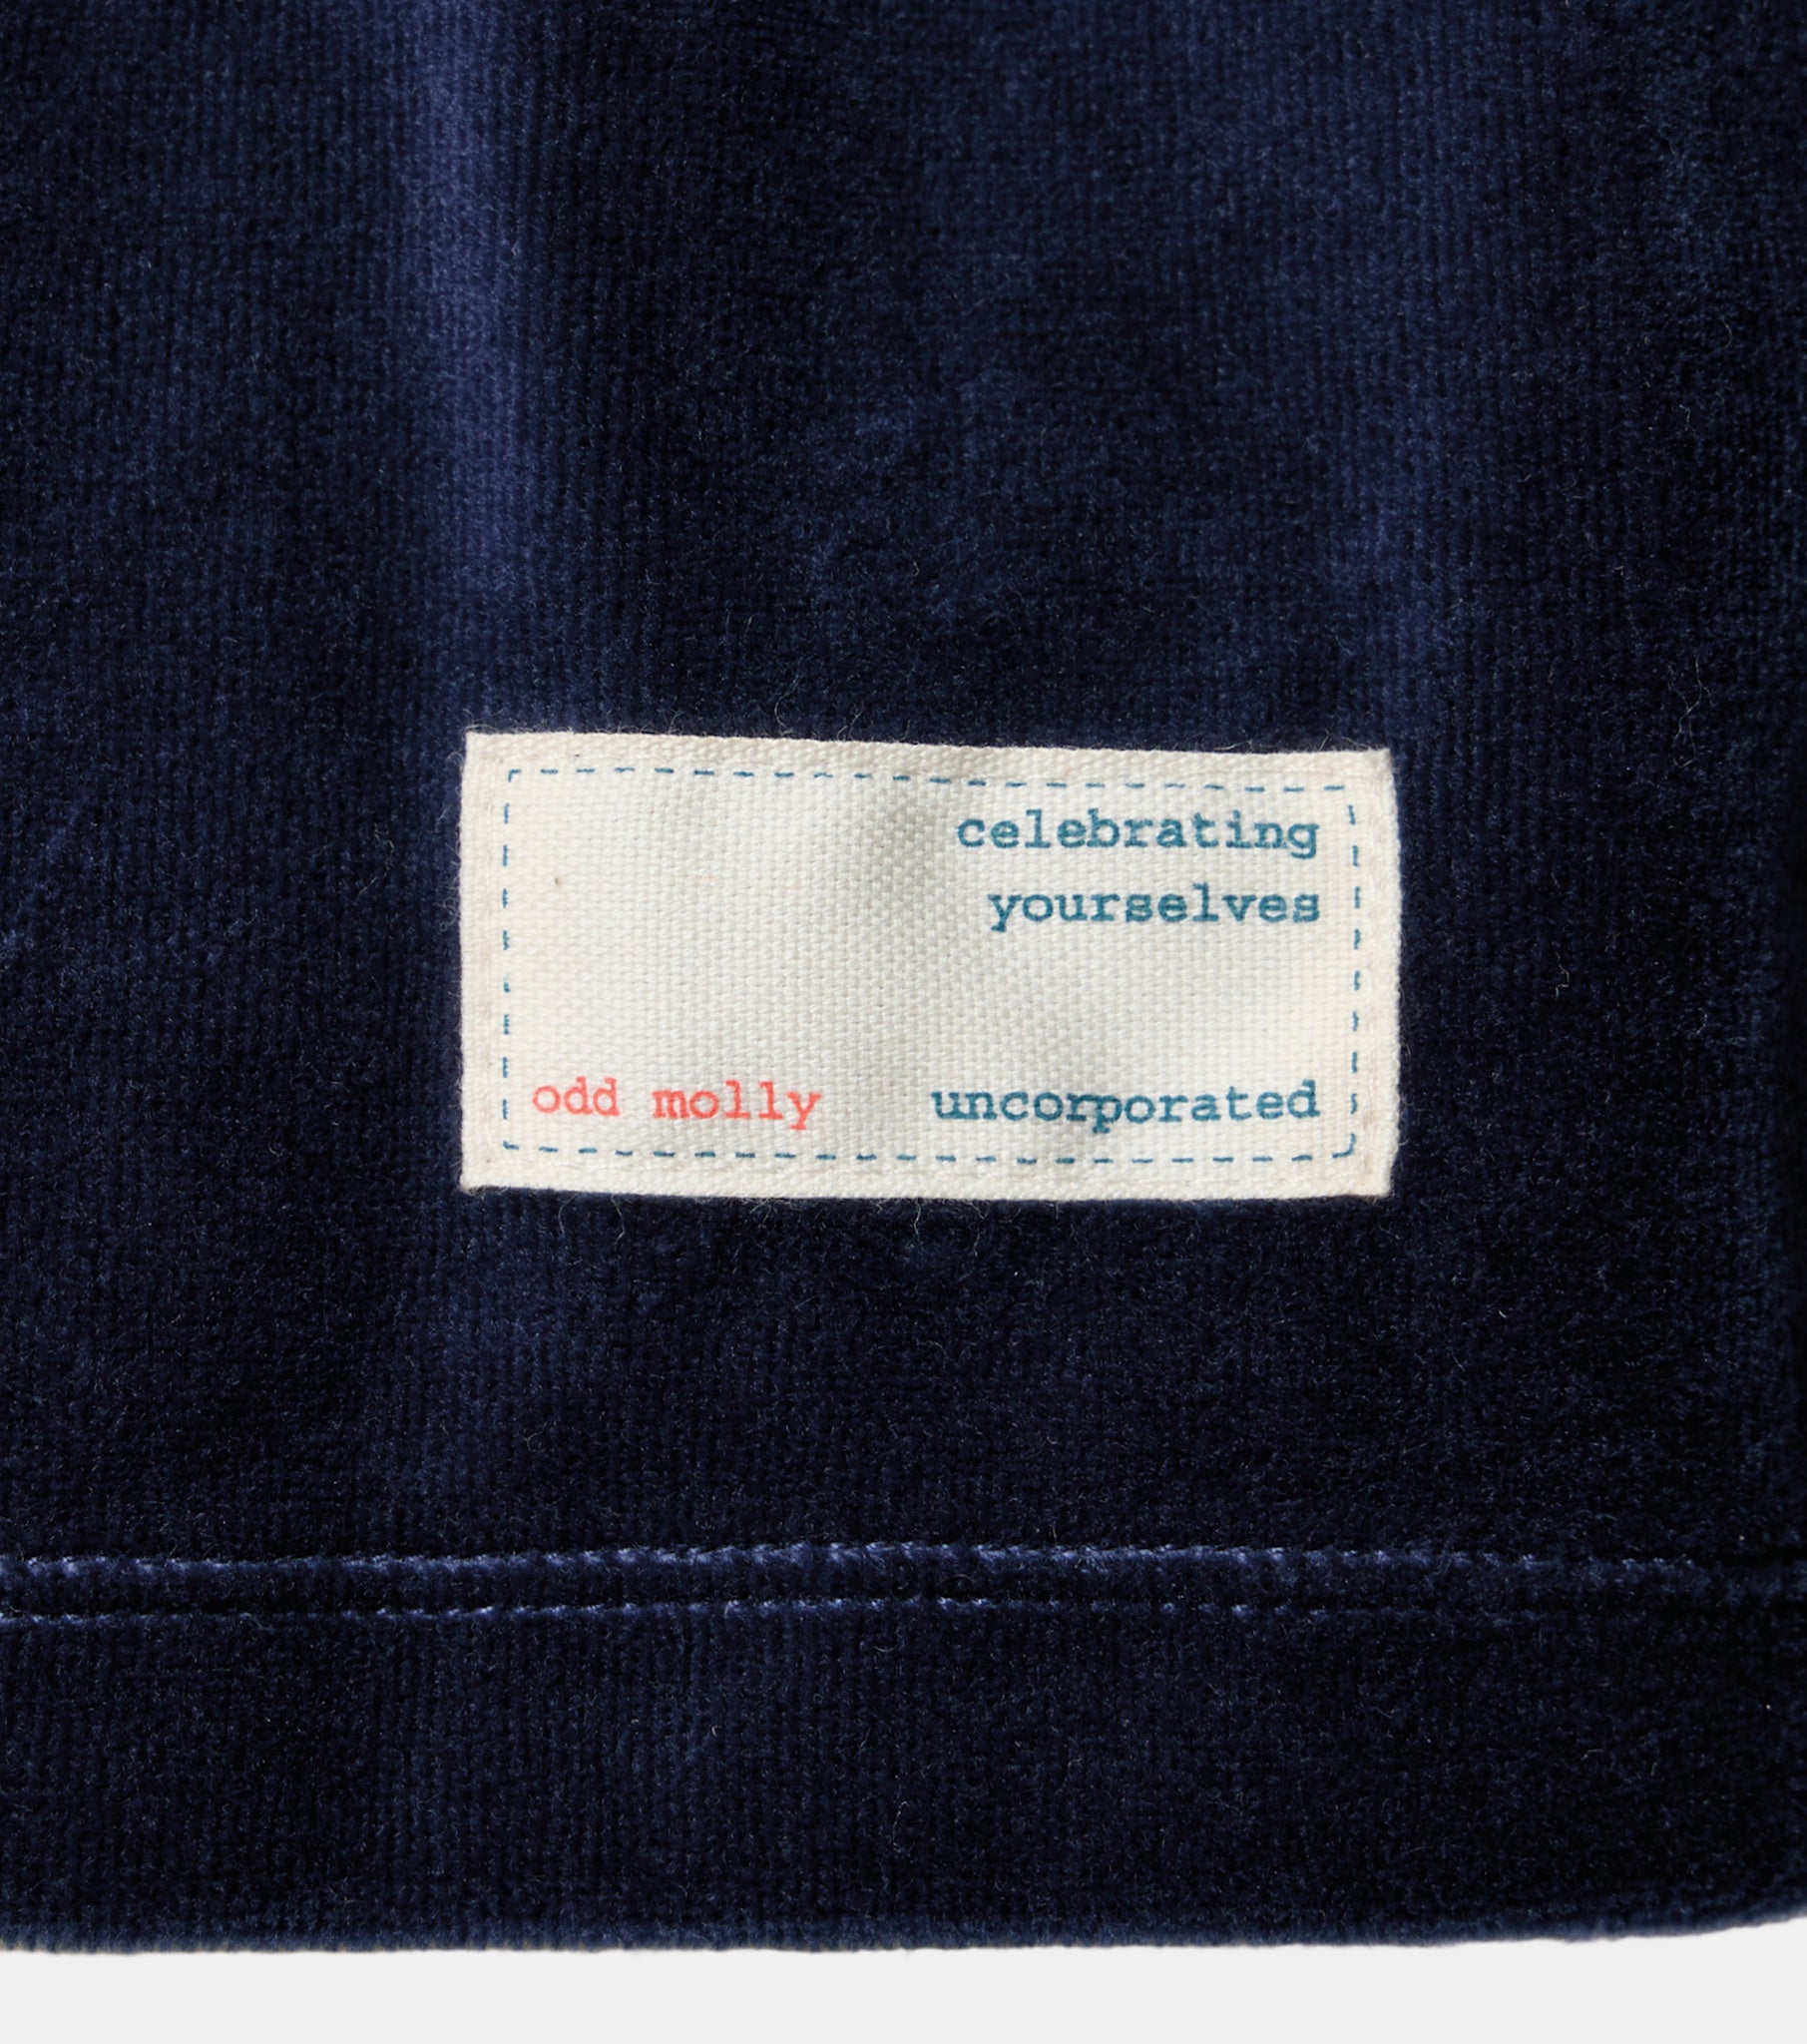 celebrating
yourselves
odd molly uncorporated